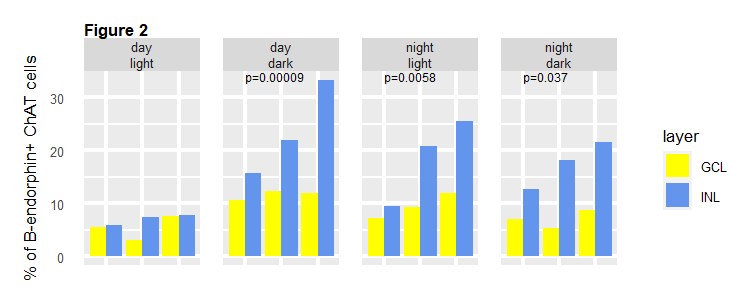 Figure 2
day
light
day
dark
night
light
night
dark
p=0.00009
p=0.0058
p=0.037
% of B-endorphin+ ChAT cells
30
20
10
0
layer
GCL
INL